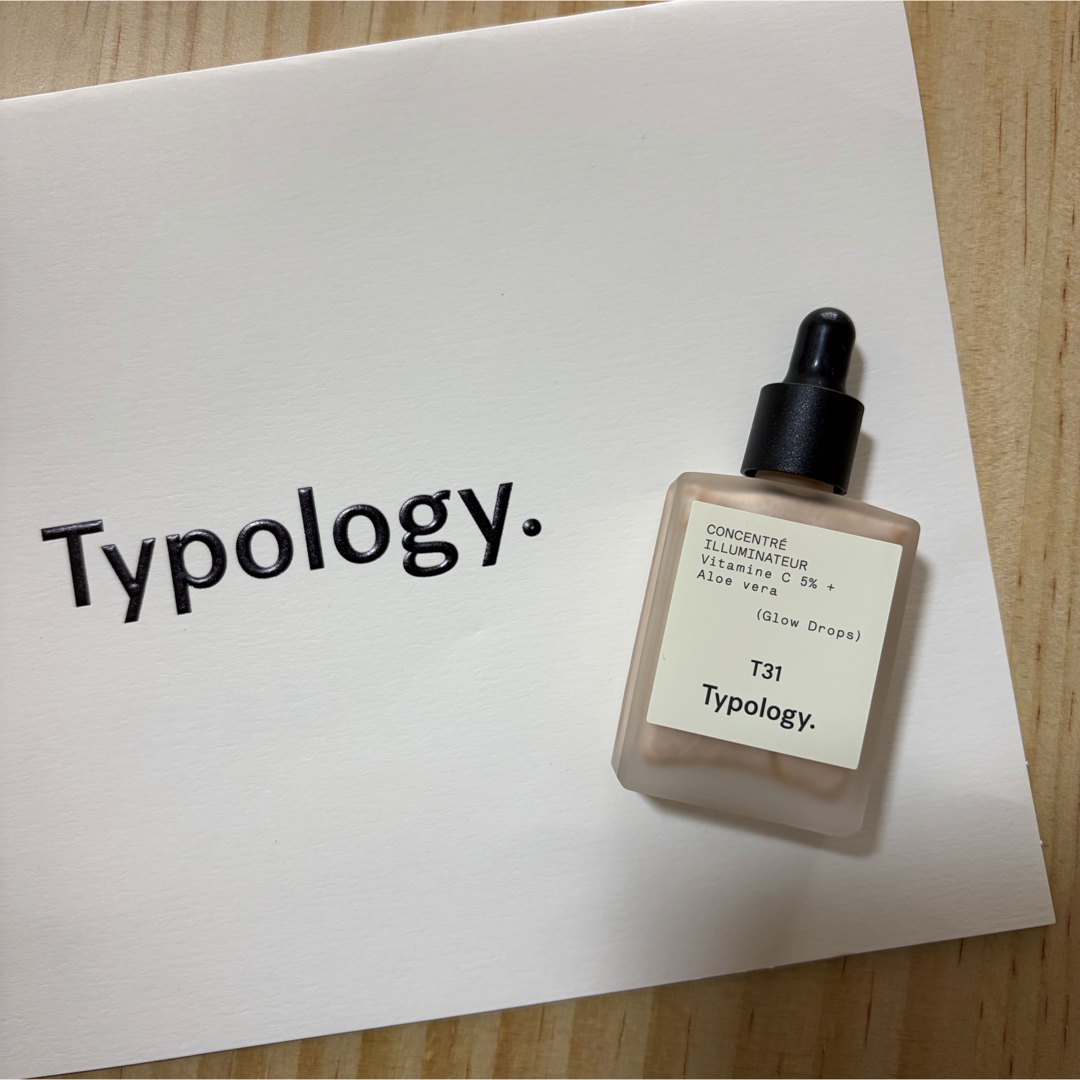 Typology.
CONCENTRÉ
ILLUMINATEUR
Vitamine C 5% +
Aloe vera
(Glow Drops)
T31
Typology.